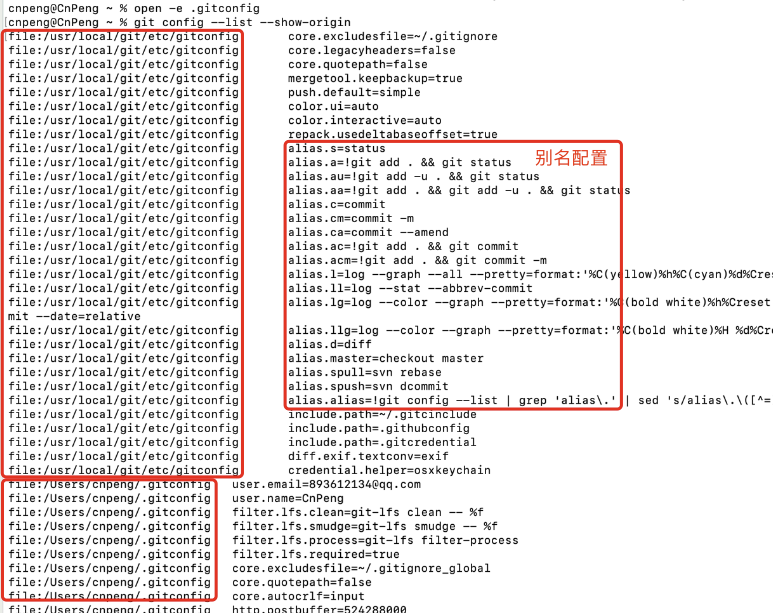 cnpeng@CnPeng ~ % open -e .gitconfig
[cnpeng@CnPeng ~ % git config --list --show-origin
file:/usr/local/git/etc/gitconfig core.excludesfile=~/.gitignore
file:/usr/local/git/etc/gitconfig core.legacyheaders=false
file:/usr/local/git/etc/gitconfig core.quotepath=false
file:/usr/local/git/etc/gitconfig mergetool.keepbackup=true
file:/usr/local/git/etc/gitconfig push.default=simple
file:/usr/local/git/etc/gitconfig color.ui=auto
file:/usr/local/git/etc/gitconfig color.interactive=auto
file:/usr/local/git/etc/gitconfig repack.usedeltabaseoffset=true
file:/usr/local/git/etc/gitconfig alias.s=status
别名配置
file:/usr/local/git/etc/gitconfig alias.a=!git add . && git status
file:/usr/local/git/etc/gitconfig alias.au=!git add -u . && git status
file:/usr/local/git/etc/gitconfig alias.aa=!git add . && git add -u . && git status
file:/usr/local/git/etc/gitconfig alias.c=commit
file:/usr/local/git/etc/gitconfig alias.cm=commit -m
file:/usr/local/git/etc/gitconfig alias.ca=commit --amend
file:/usr/local/git/etc/gitconfig alias.ac=!git add . && git commit
file:/usr/local/git/etc/gitconfig alias.acm=!git add . && git commit -m
file:/usr/local/git/etc/gitconfig alias.l=log --graph --all --pretty=format:'%C(yellow)%h%C(cyan)%d%Crese
file:/usr/local/git/etc/gitconfig alias.ll=log --stat --abbrev-commit
file:/usr/local/git/etc/gitconfig alias.lg=log --color --graph --pretty=format:'%C(bold white)%h%Creset
mit --date=relative
file:/usr/local/git/etc/gitconfig alias.llg=log --color --graph --pretty=format:'%C(bold white)%H %d%Cre
file:/usr/local/git/etc/gitconfig alias.d=diff
file:/usr/local/git/etc/gitconfig alias.master=checkout master
file:/usr/local/git/etc/gitconfig alias.spull=svn rebase
file:/usr/local/git/etc/gitconfig alias.spush=svn dcommit
file:/usr/local/git/etc/gitconfig alias.alias=!git config --list | grep 'alias\.' | sed 's/alias\.\([^=
file:/usr/local/git/etc/gitconfig include.path=~/.gitcinclude
file:/usr/local/git/etc/gitconfig include.path=.githubconfig
file:/usr/local/git/etc/gitconfig include.path=.gitcredential
file:/usr/local/git/etc/gitconfig diff.exif.textconv=exif
file:/usr/local/git/etc/gitconfig credential.helper=osxkeychain
file:/Users/cnpeng/.gitconfig user.email=893612134@qq.com
file:/Users/cnpeng/.gitconfig user.name=CnPeng
file:/Users/cnpeng/.gitconfig filter.lfs.clean=git-lfs clean -- %f
file:/Users/cnpeng/.gitconfig filter.lfs.smudge=git-lfs smudge -- %f
file:/Users/cnpeng/.gitconfig filter.lfs.process=git-lfs filter-process
file:/Users/cnpeng/.gitconfig filter.lfs.required=true
file:/Users/cnpeng/.gitconfig core.excludesfile=~/.gitignore_global
file:/Users/cnpeng/.gitconfig core.quotepath=false
file:/Users/cnpeng/.gitconfig core.autocrlf=input
file:/Users/cnpeng/.gitconfig http.postbuffer=524288000